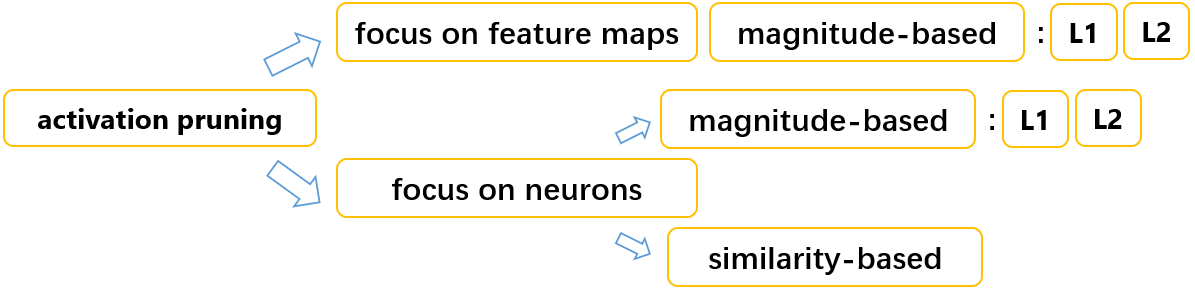 focus on feature maps magnitude-based : L1 L2
activation pruning
magnitude-based : L1 L2
focus on neurons
similarity-based